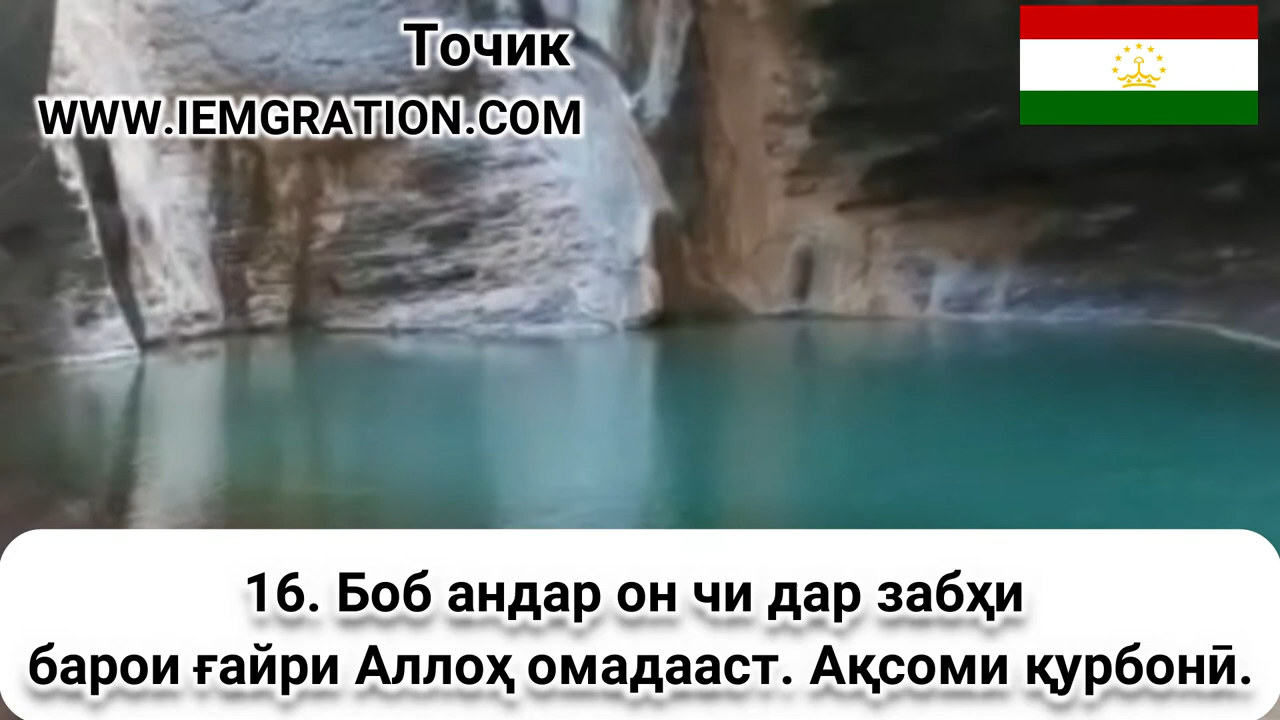 Точик
WWW.IEMGRATION.COM
16. Боб андар он чи дар забҳи
барои ғайри Аллоҳ омадааст. Ақсоми қурбонӣ.